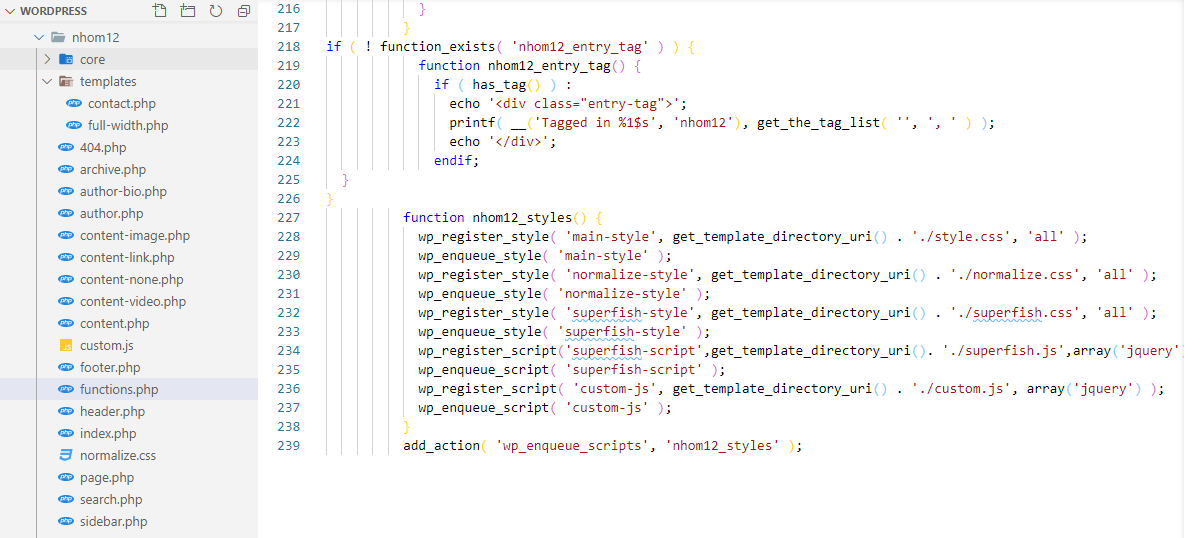 WORDPRESS
nhom12
core
templates
contact.php
full-width.php
404.php
archive.php
author-bio.php
author.php
content-image.php
content-link.php
content-none.php
content-video.php
content.php
custom.js
footer.php
functions.php
header.php
index.php
normalize.css
page.php
search.php
sidebar.php
216 }
217 }
218 if ( ! function_exists( 'nhom12_entry_tag' ) ) {
219 function nhom12_entry_tag() {
220 if ( has_tag() ) :
221 echo '<div class="entry-tag">';
222 printf( __('Tagged in %1$s', 'nhom12'), get_the_tag_list( '', ', ' ) );
223 echo '</div>';
224 endif;
225 }
226 }
227 function nhom12_styles() {
228 wp_register_style( 'main-style', get_template_directory_uri() . './style.css', 'all' );
229 wp_enqueue_style( 'main-style' );
230 wp_register_style( 'normalize-style', get_template_directory_uri() . './normalize.css', 'all' );
231 wp_enqueue_style( 'normalize-style' );
232 wp_register_style( 'superfish-style', get_template_directory_uri() . './superfish.css', 'all' );
233 wp_enqueue_style( 'superfish-style' );
234 wp_register_script('superfish-script',get_template_directory_uri(). './superfish.js',array('jquery'
235 wp_enqueue_script( 'superfish-script' );
236 wp_register_script( 'custom-js', get_template_directory_uri() . './custom.js', array('jquery') );
237 wp_enqueue_script( 'custom-js' );
238 }
239 add_action( 'wp_enqueue_scripts', 'nhom12_styles' );